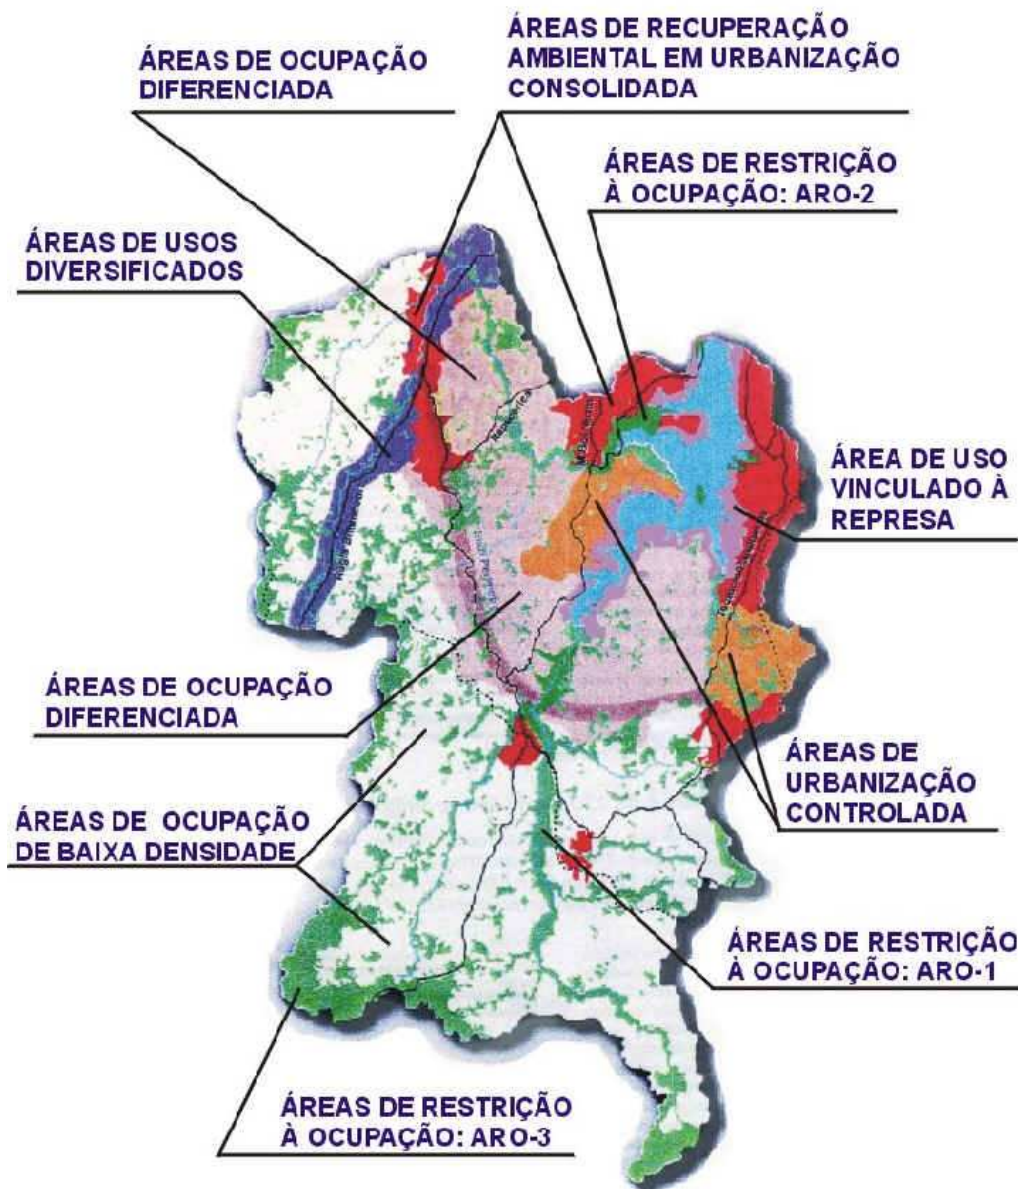 ÁREAS DE OCUPAÇÃO
DIFERENCIADA
ÁREAS DE RECUPERAÇÃO
AMBIENTAL EM URBANIZAÇÃO
CONSOLIDADA
ÁREAS DE RESTRIÇÃO
À OCUPAÇÃO: ARO-2
ÁREAS DE USOS
DIVERSIFICADOS
ÁREA DE USO
VINCULADO À
REPRESA
ÁREAS DE OCUPAÇÃO
DIFERENCIADA
ÁREAS DE
URBANIZAÇÃO
CONTROLADA
ÁREAS DE OCUPAÇÃO
DE BAIXA DENSIDADE
ÁREAS DE RESTRIÇÃO
À OCUPAÇÃO: ARO-1
ÁREAS DE RESTRIÇÃO
À OCUPAÇÃO: ARO-3